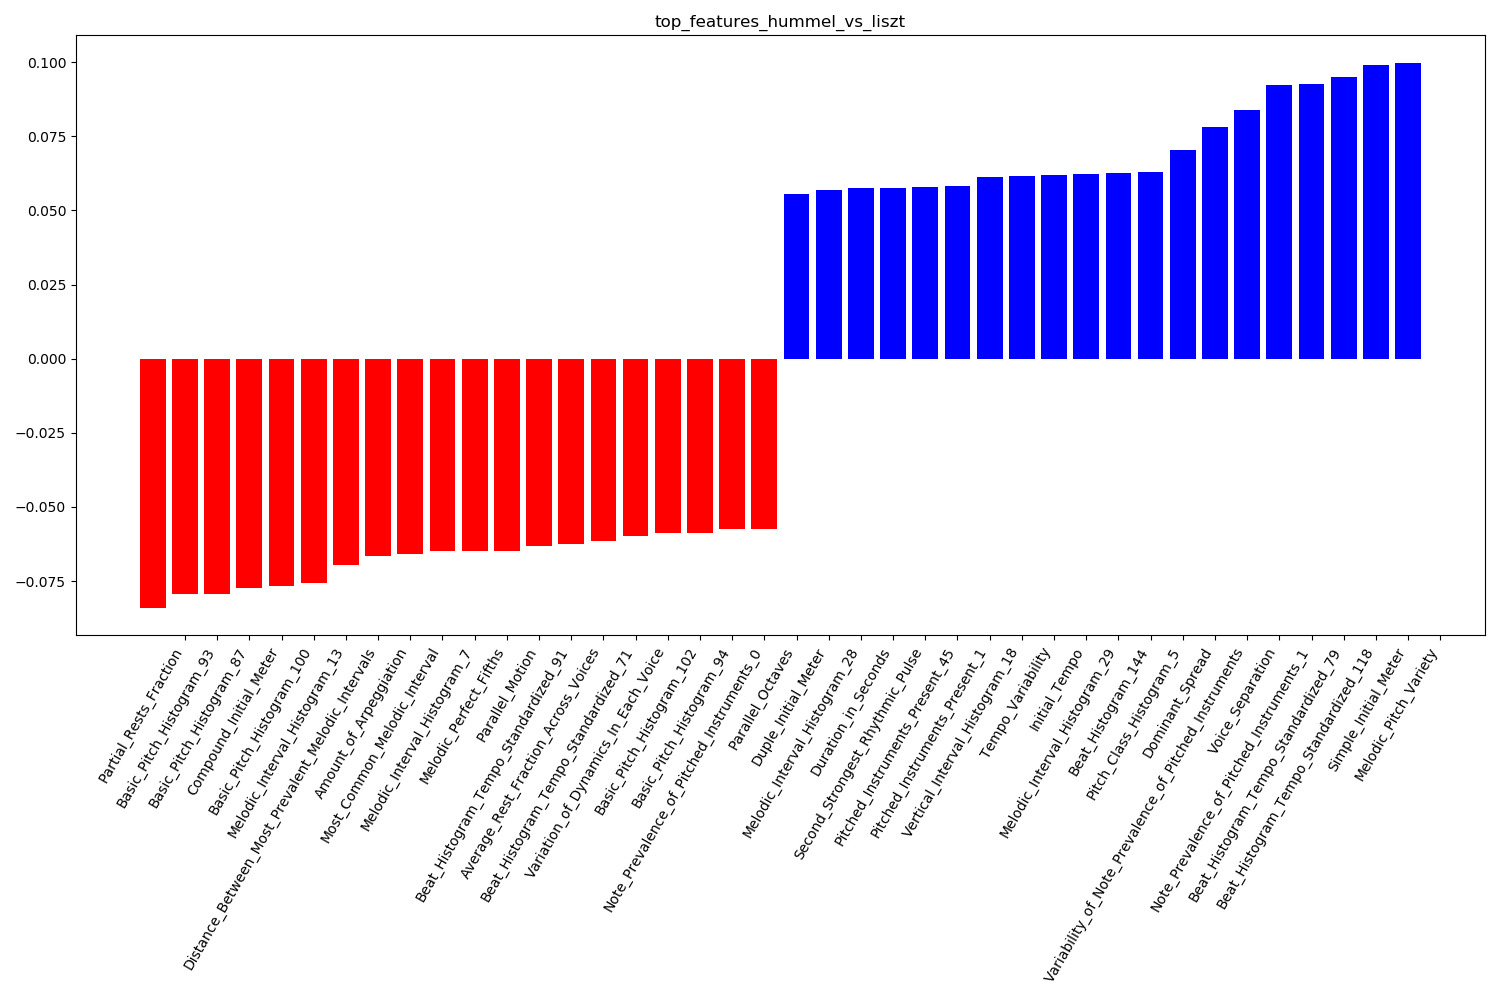 top_features_hummel_vs_liszt
0.100
0.075
0.050
0.025
0.000
−0.025
−0.050
−0.075
Partial_Rests_Fraction
Basic_Pitch_Histogram_93
Basic_Pitch_Histogram_87
Compound_Initial_Meter
Basic_Pitch_Histogram_100
Melodic_Interval_Histogram_13
Distance_Between_Most_Prevalent_Melodic_Intervals
Amount_of_Arpeggiation
Most_Common_Melodic_Interval
Melodic_Interval_Histogram_7
Melodic_Perfect_Fifths
Parallel_Motion
Beat_Histogram_Tempo_Standardized_91
Average_Rest_Fraction_Across_Voices
Beat_Histogram_Tempo_Standardized_71
Variation_of_Dynamics_In_Each_Voice
Basic_Pitch_Histogram_102
Basic_Pitch_Histogram_94
Note_Prevalence_of_Pitched_Instruments_0
Parallel_Octaves
Duple_Initial_Meter
Melodic_Interval_Histogram_28
Duration_in_Seconds
Second_Strongest_Rhythmic_Pulse
Pitched_Instruments_Present_45
Pitched_Instruments_Present_1
Vertical_Interval_Histogram_18
Tempo_Variability
Initial_Tempo
Melodic_Interval_Histogram_29
Beat_Histogram_144
Pitch_Class_Histogram_5
Dominant_Spread
Variability_of_Note_Prevalence_of_Pitched_Instruments
Voice_Separation
Note_Prevalence_of_Pitched_Instruments_1
Beat_Histogram_Tempo_Standardized_79
Beat_Histogram_Tempo_Standardized_118
Simple_Initial_Meter
Melodic_Pitch_Variety